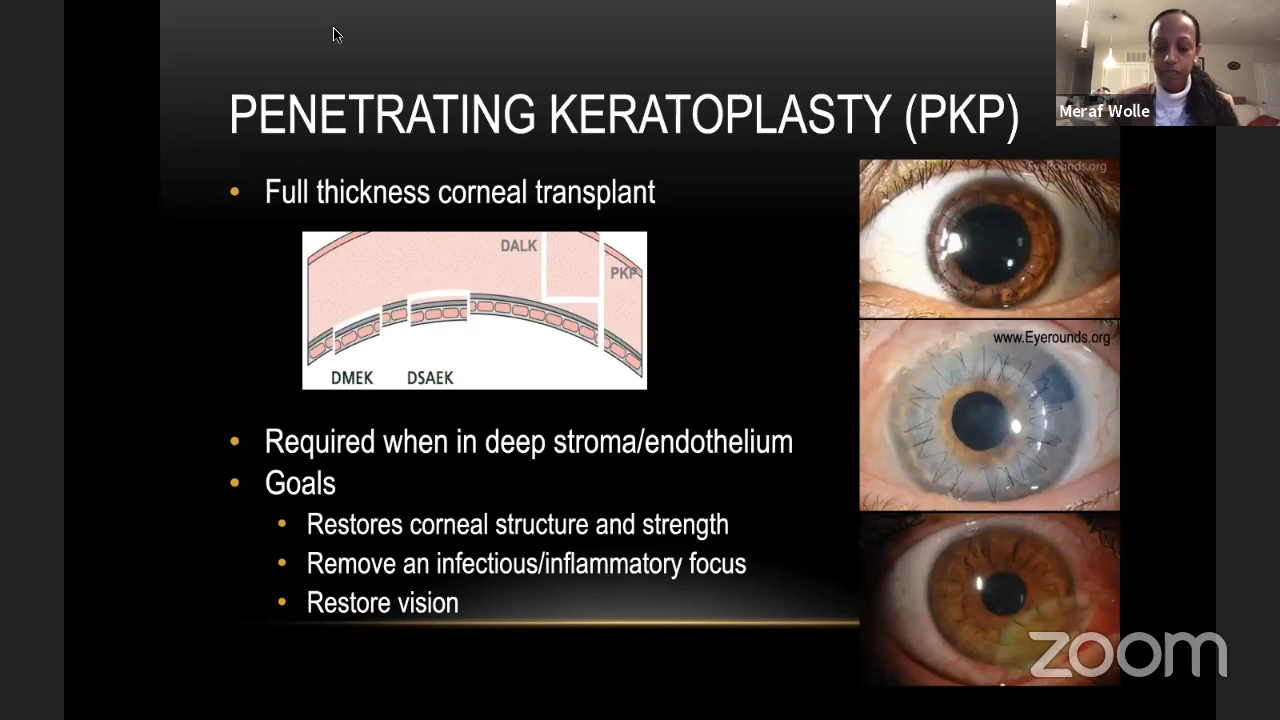 PENETRATING KERATOPLASTY (PKP)
Meraf Wolle
• Full thickness corneal transplant
EyeRounds.org
DALK
PKP
DMEK DSAEK
www.Eyerounds.org
• Required when in deep stroma/endothelium
• Goals
• Restores corneal structure and strength
• Remove an infectious/inflammatory focus
• Restore vision
zoom